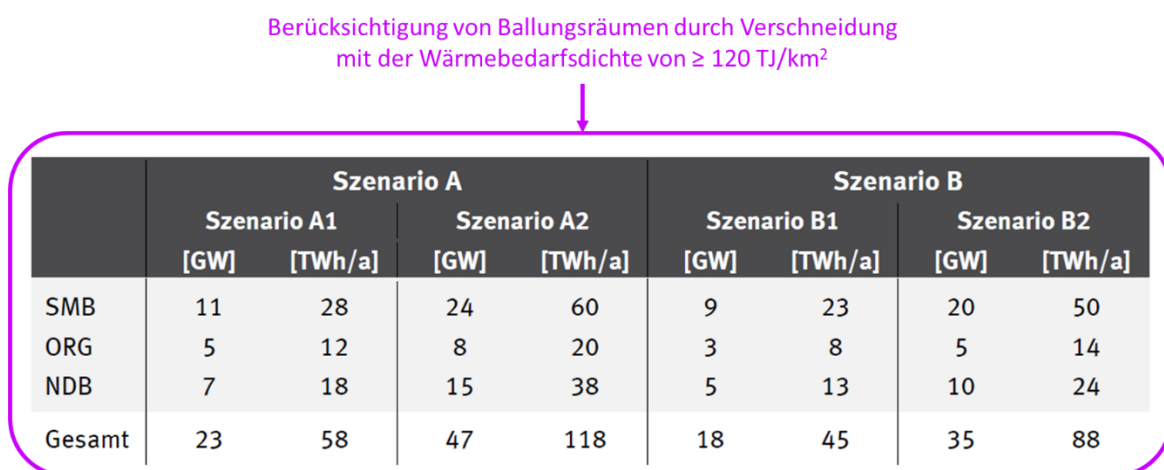 Berücksichtigung von Ballungsräumen durch Verschneidung
mit der Wärmebedarfsdichte von ≥ 120 TJ/km²
Szenario A Szenario B
Szenario A1 Szenario A2 Szenario B1 Szenario B2
[GW] [TWh/a] [GW] [TWh/a] [GW] [TWh/a] [GW] [TWh/a]
SMB 11 28 24 60 9 23 20 50
ORG 5 12 8 20 3 8 5 14
NDB 7 18 15 38 5 13 10 24
Gesamt 23 58 47 118 18 45 35 88